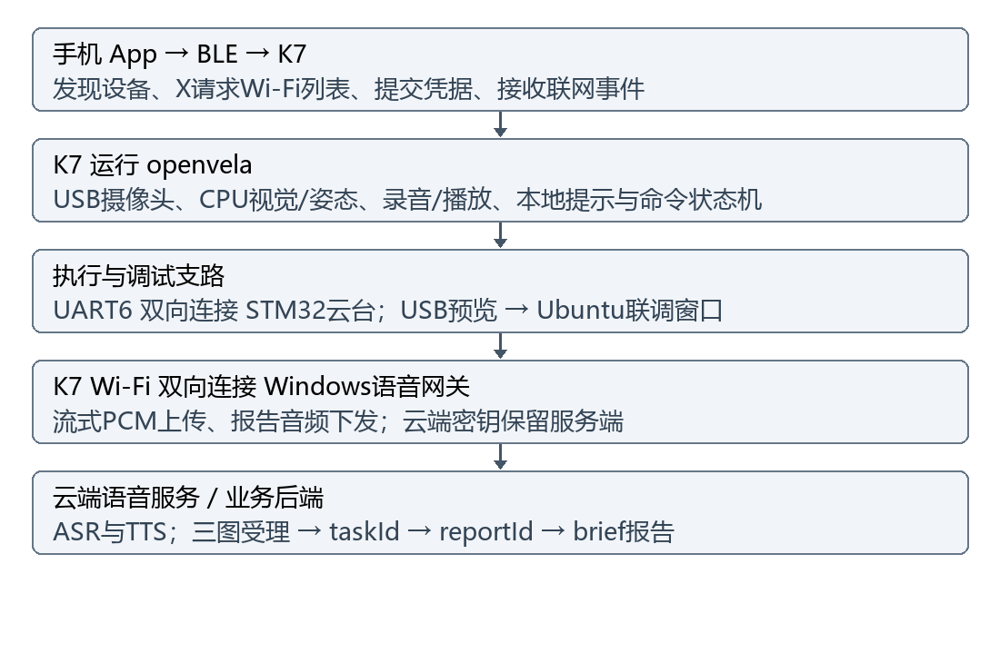 手机 App → BLE → K7
发现设备、X请求Wi-Fi列表、提交凭据、接收联网事件
K7 运行 openvela
USB摄像头、CPU视觉/姿态、录音/播放、本地提示与命令状态机
执行与调试支路
UART6 双向连接 STM32云台；USB预览 → Ubuntu联调窗口
K7 Wi-Fi 双向连接 Windows语音网关
流式PCM上传、报告音频下发；云端密钥保留服务端
云端语音服务 / 业务后端
ASR与TTS；三图受理 → taskId → reportId → brief报告